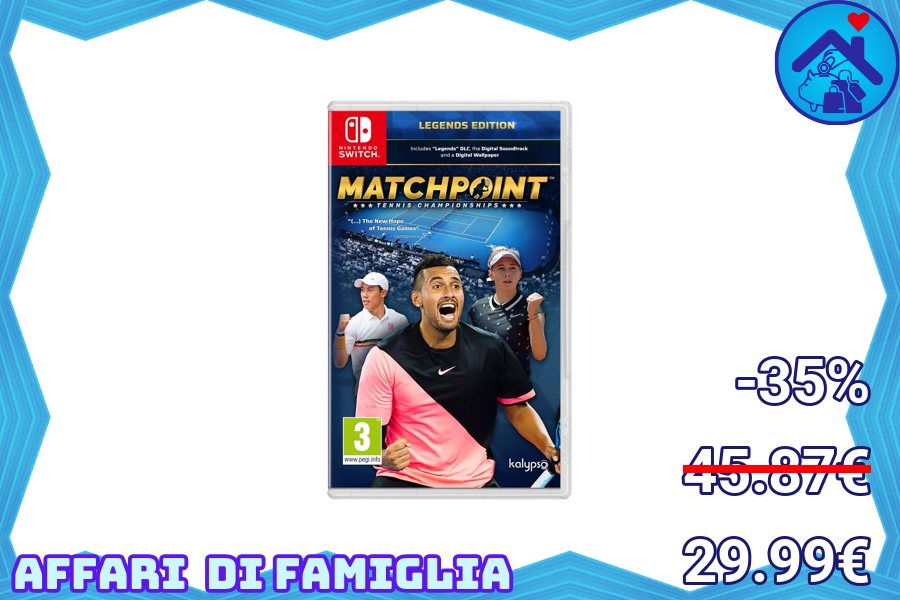 NINTENDO
SWITCH
LEGENDS EDITION
Includes "Legends" DLC, the Digital Soundtrack
and a Digital Wallpaper
MATCHPOINT™
★★★ TENNIS CHAMPIONSHIPS ★★★
"(...) The New Hope
of Tennis Games"
3
www.pegi.info
kalypso
-35%
45.87€
29.99€
AFFARI DI FAMIGLIA